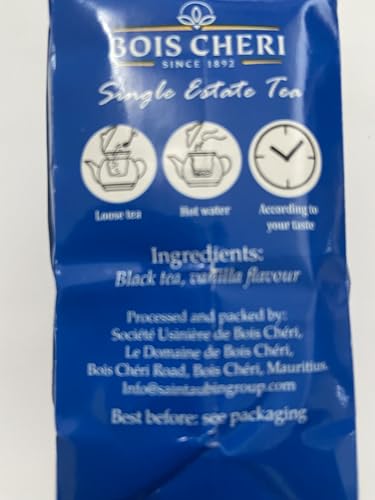 BOIS CHERI
SINCE 1892
Single Estate Tea
Loose tea
Hot water
According to
your taste
Ingredients:
Black tea, vanilla flavour
Processed and packed by:
Société Usinière de Bois Chéri,
Le Domaine de Bois Chéri,
Bois Chéri Road, Bois Chéri, Mauritius.
Info@saintaubingroup.com
Best before: see packaging